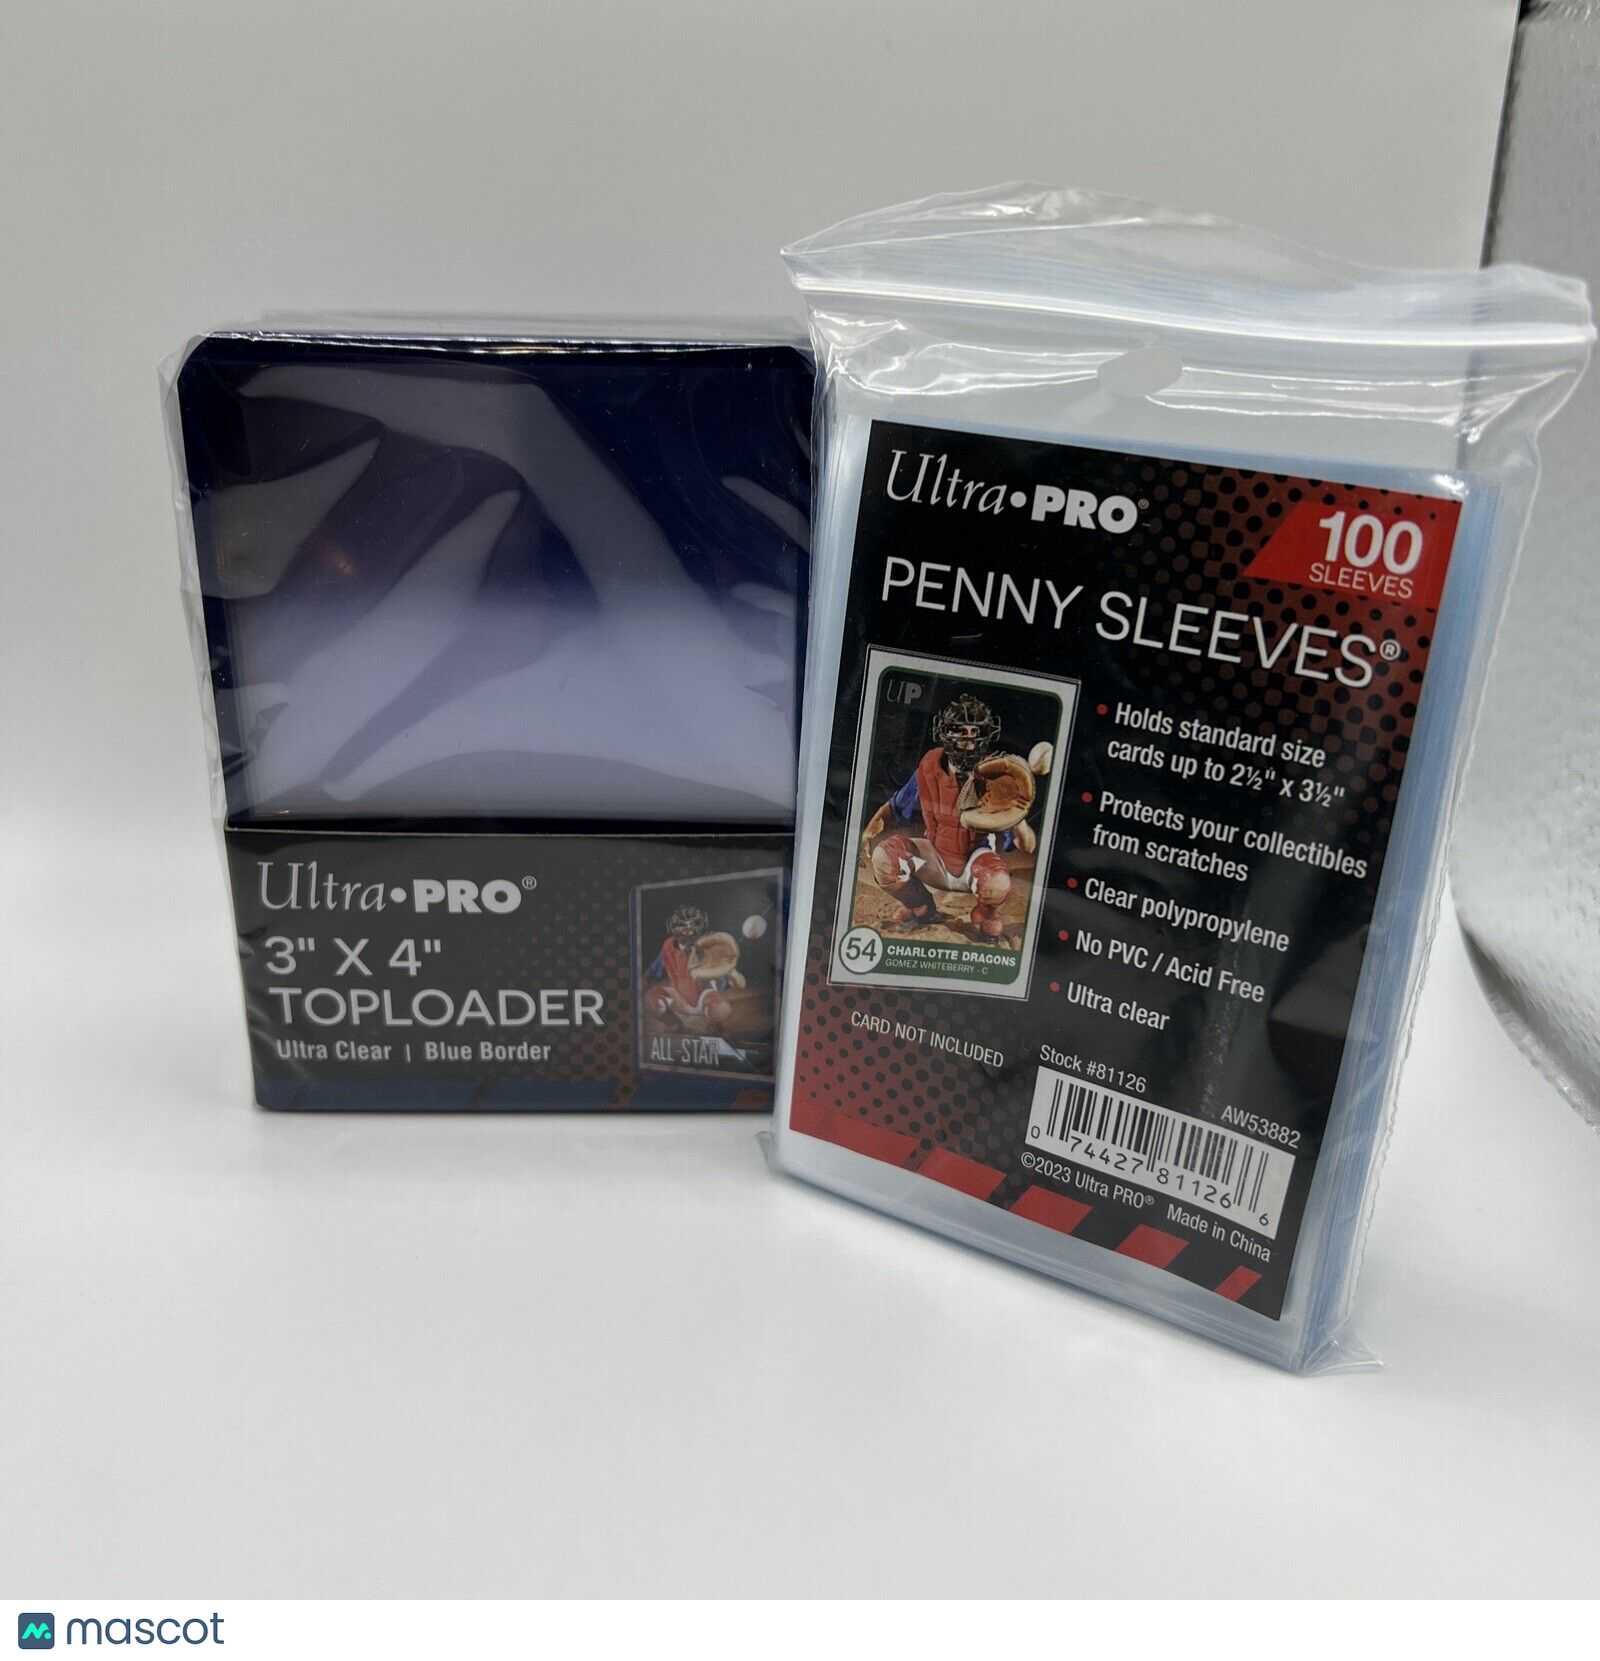 Ultra•PRO®
3" X 4"
TOPLOADER
Ultra Clear | Blue Border
ALL-STAR
Ultra•PRO®
100
SLEEVES
PENNY SLEEVES®
UP
• Holds standard size
cards up to 2½" x 3½"
• Protects your collectibles
from scratches
• Clear polypropylene
• No PVC / Acid Free
• Ultra clear
54 CHARLOTTE DRAGONS
GOMEZ WHITEBERRY - C
CARD NOT INCLUDED
Stock #81126
AW53882
0 74427 81126 6
©2023 Ultra PRO® Made in China
mascot